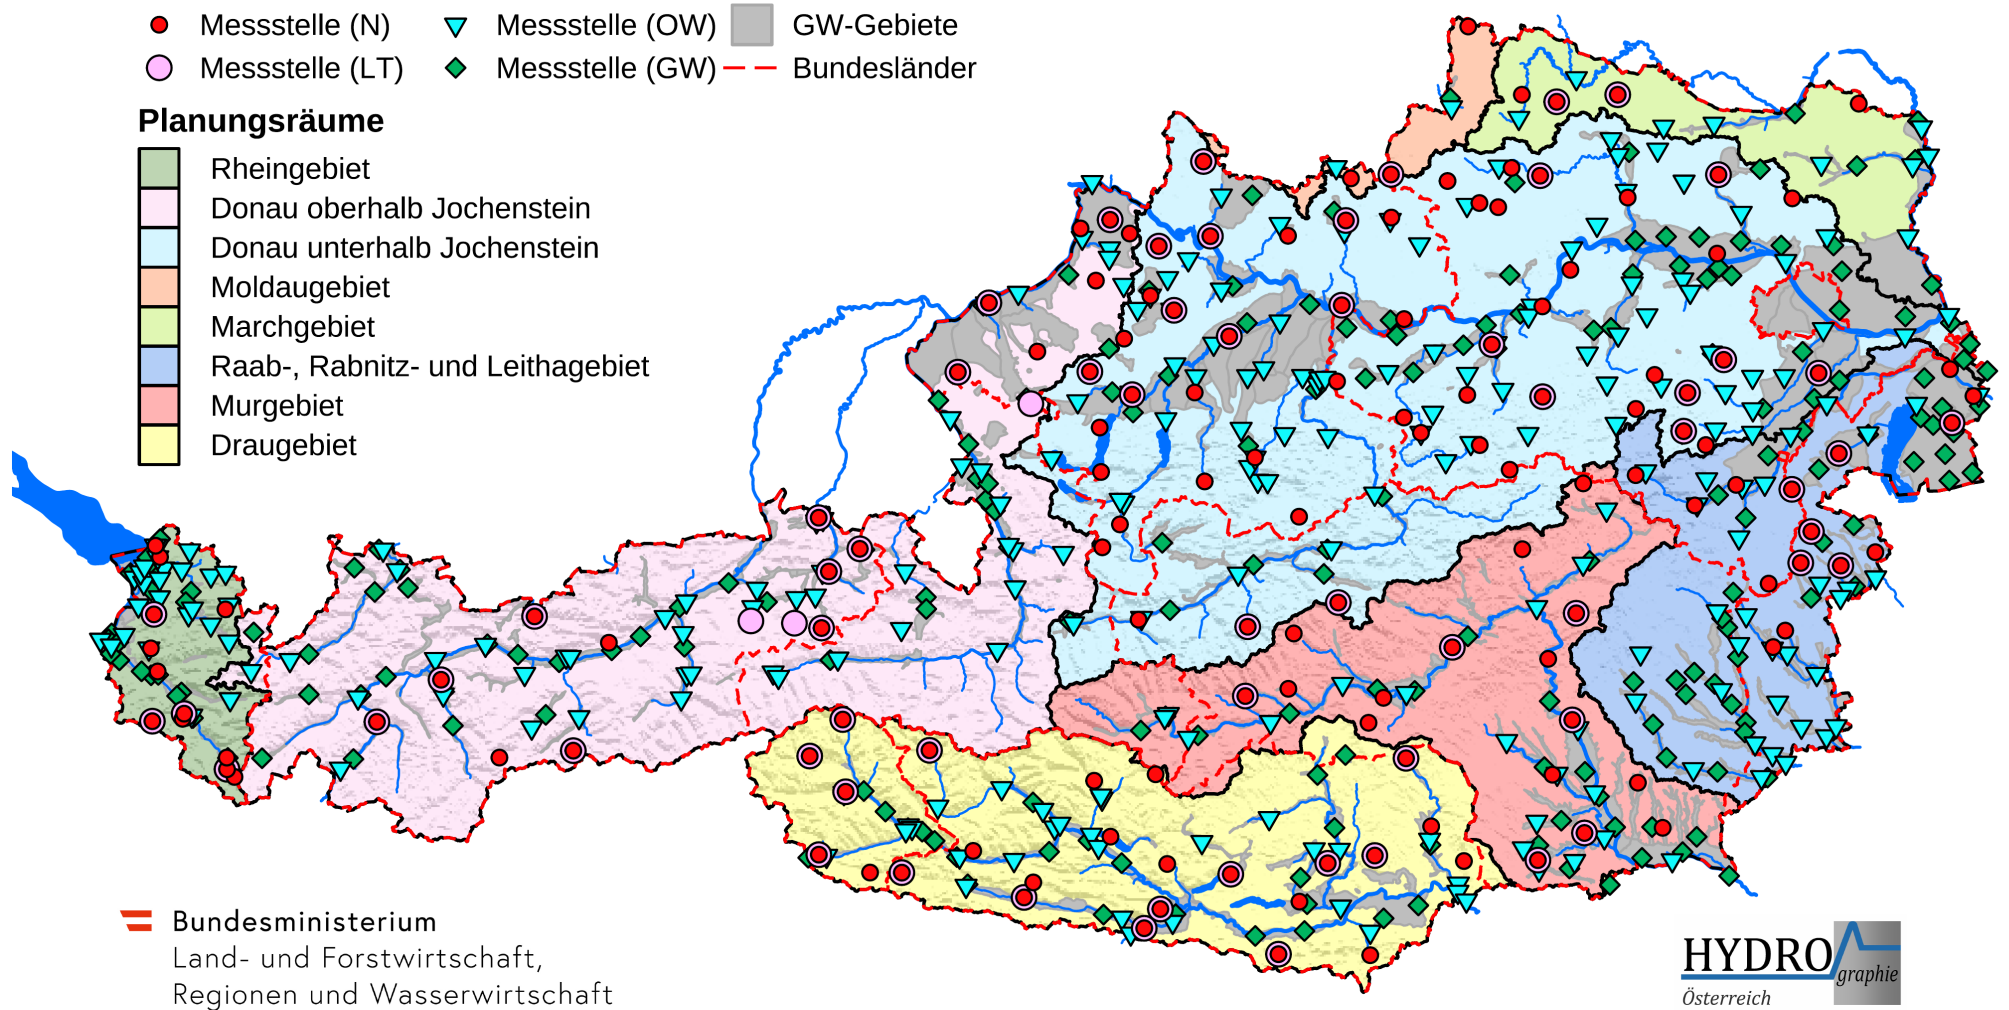 Messstelle (N)
Messstelle (OW)
GW-Gebiete
Messstelle (LT)
Messstelle (GW)
Bundesländer
Planungsräume
Rheingebiet
Donau oberhalb Jochenstein
Donau unterhalb Jochenstein
Moldaugebiet
Marchgebiet
Raab-, Rabnitz- und Leithagebiet
Murgebiet
Draugebiet
Bundesministerium
Land- und Forstwirtschaft,
Regionen und Wasserwirtschaft
HYDRO
graphie
Österreich